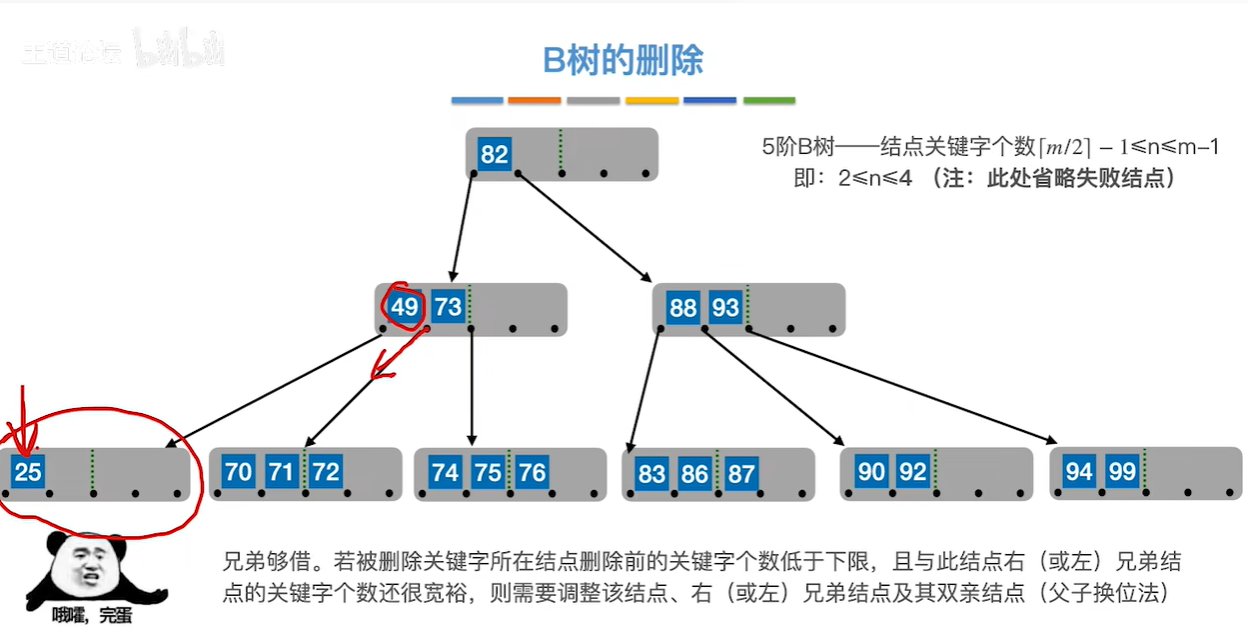 王道论坛 bilibili
B树的删除
82
5阶B树——结点关键字个数⌈m/2⌉ − 1≤n≤m–1
即：2≤n≤4 （注：此处省略失败结点）
49 73
88 93
25
70 71 72
74 75 76
83 86 87
90 92
94 99
兄弟够借。若被删除关键字所在结点删除前的关键字个数低于下限，且与此结点右（或左）兄弟结
点的关键字个数还很宽裕，则需要调整该结点、右（或左）兄弟结点及其双亲结点（父子换位法）
哦嚯，完蛋